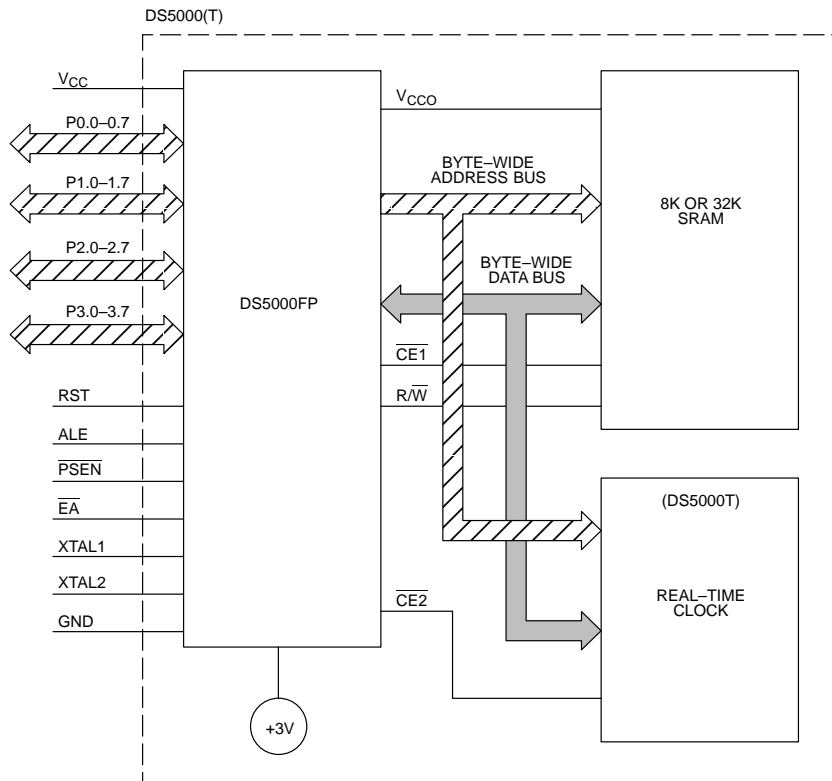 DS5000(T)
VCC
P0.0–0.7
P1.0–1.7
P2.0–2.7
P3.0–3.7
RST
ALE
PSEN
EA
XTAL1
XTAL2
GND
DS5000FP
+3V
VCCO
BYTE–WIDE
ADDRESS BUS
BYTE–WIDE
DATA BUS
CE1
R/W
CE2
8K OR 32K
SRAM
(DS5000T)
REAL–TIME
CLOCK